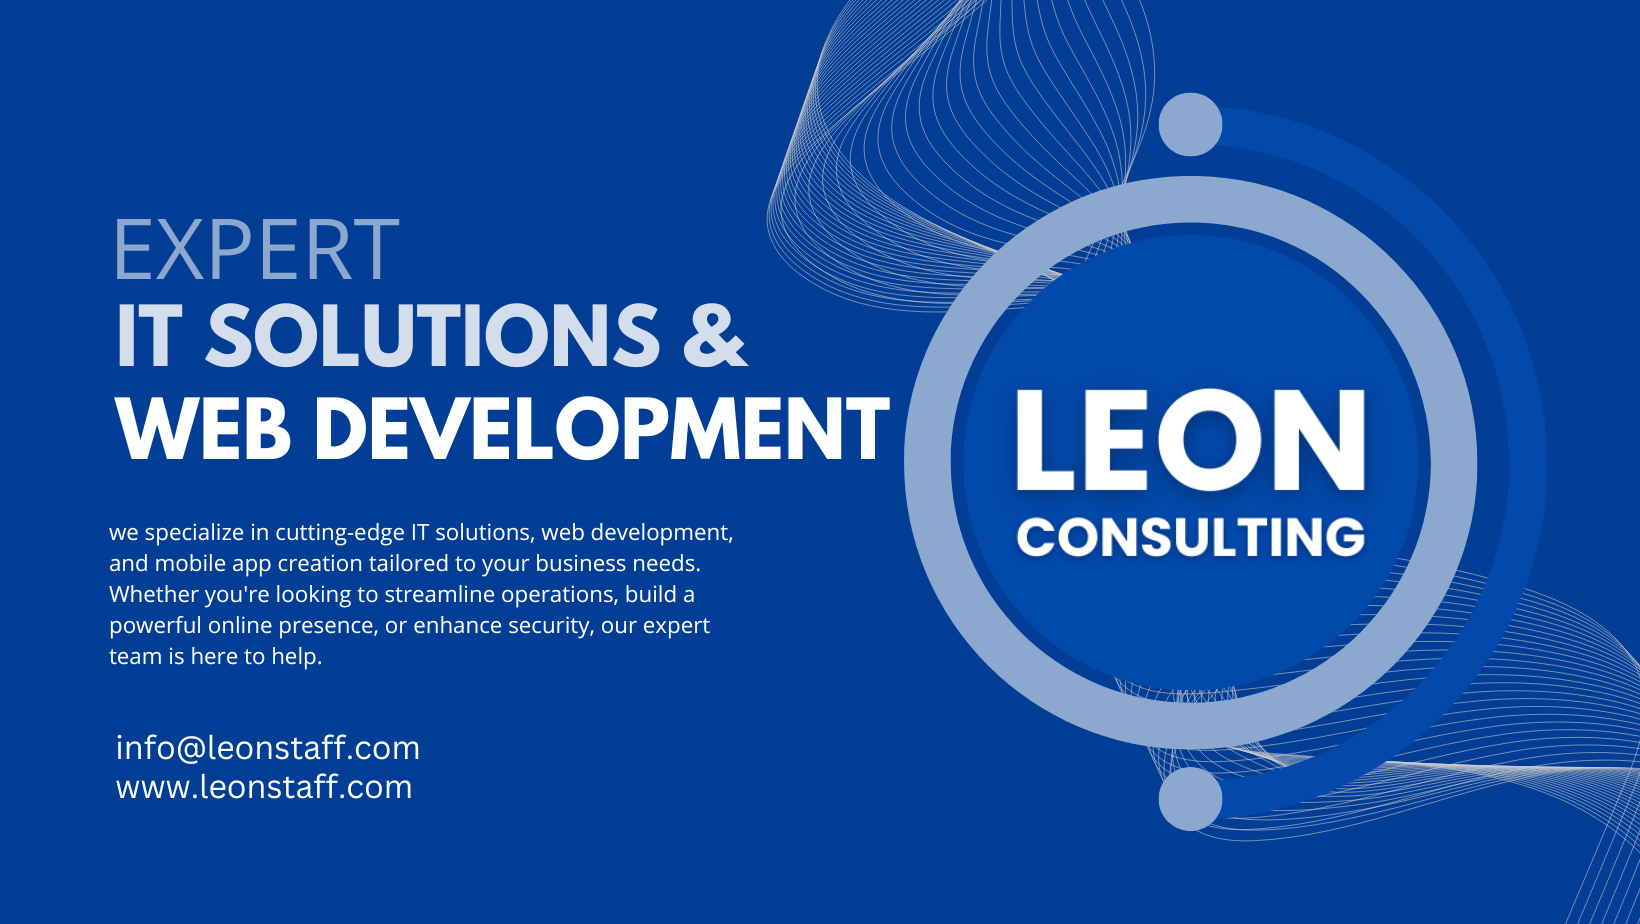 EXPERT
IT SOLUTIONS &
WEB DEVELOPMENT
we specialize in cutting-edge IT solutions, web development,
and mobile app creation tailored to your business needs.
Whether you're looking to streamline operations, build a
powerful online presence, or enhance security, our expert
team is here to help.
info@leonstaff.com
www.leonstaff.com
LEON
CONSULTING